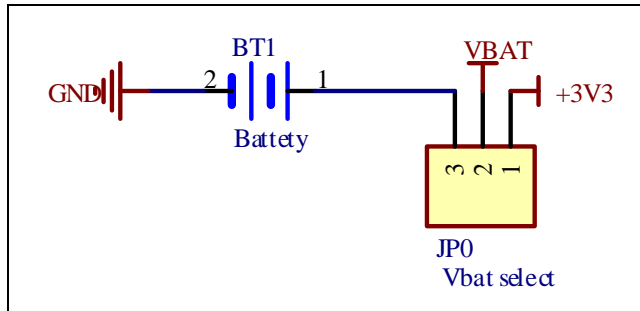 BT1
VBAT
GND
2
1
+3V3
Battety
3
2
1
JP0
Vbat select